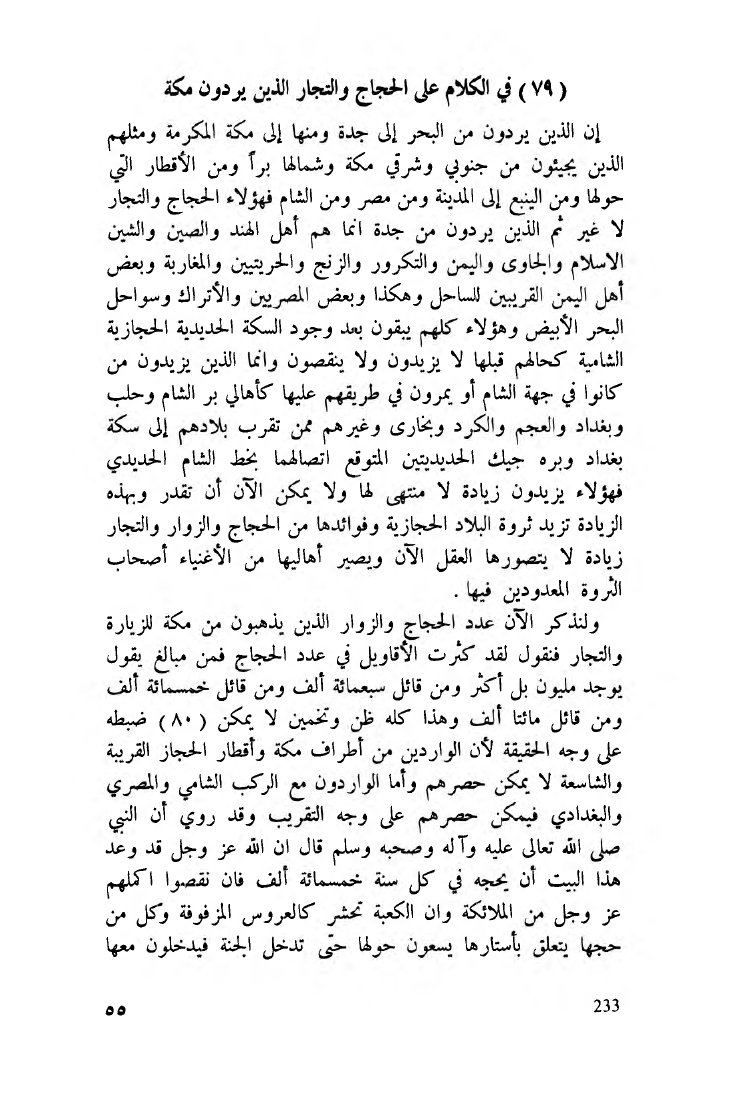 ( ٧٩ ) في الكلام على الحجاج والتجار الذين يردون مكة
إن الذين يردون من البحر إلى جدة ومنها إلى مكة المكرمة ومثلهم
الذين يجيئون من جنوبي وشرقي مكة وشمالها براً ومن الأقطار التي
حولها ومن الينبع إلى المدينة ومن مصر ومن الشام فهؤلاء الحجاج والتجار
لا غير ثم الذين يردون من جدة انما هم أهل الهند والصين والشين
الاسلام والجاوى واليمن والتكرور والزنج والحريتيين والمغاربة وبعض
أهل اليمن القريبين للساحل وهكذا وبعض المصريين والأتراك وسواحل
البحر الأبيض وهؤلاء كلهم يبقون بعد وجود السكة الحديدية الحجازية
الشامية كحالهم قبلها لا يزيدون ولا ينقصون وانما الذين يزيدون من
كانوا في جهة الشام أو يمرون في طريقهم عليها كأهالي بر الشام وحلب
وبغداد والعجم والكرد وبخارى وغيرهم ممن تقرب بلادهم إلى سكة
بغداد وبره جيك الحديديتين المتوقع اتصالهما بخط الشام الحديدي
فهؤلاء يزيدون زيادة لا منتهى لها ولا يمكن الآن أن تقدر وبهذه
الزيادة تزيد ثروة البلاد الحجازية وفوائدها من الحجاج والزوار والتجار
زيادة لا يتصورها العقل الآن ويصير أهاليها من الأغنياء أصحاب
الثروة المعدودين فيها .
ولنذكر الآن عدد الحجاج والزوار الذين يذهبون من مكة للزيارة
والتجار فنقول لقد كثرت الأقاويل في عدد الحجاج فمن مبالغ يقول
يوجد مليون بل أكثر ومن قائل سبعمائة ألف ومن قائل خمسمائة ألف
ومن قائل مائتا ألف وهذا كله ظن وتخمين لا يمكن ( ٨٠ ) ضبطه
على وجه الحقيقة لأن الواردين من أطراف مكة وأقطار الحجاز القريبة
والشاسعة لا يمكن حصرهم وأما الواردون مع الركب الشامي والمصري
والبغدادي فيمكن حصرهم على وجه التقريب وقد روي أن النبي
صلى الله تعالى عليه وآله وصحبه وسلم قال ان الله عز وجل قد وعد
هذا البيت أن يحجه في كل سنة خمسمائة ألف فان نقصوا اكملهم
عز وجل من الملائكة وان الكعبة تحشر كالعروس المزفوفة وكل من
حجها يتعلق بأستارها يسعون حولها حتى تدخل الجنة فيدخلون معها
٥٥
233